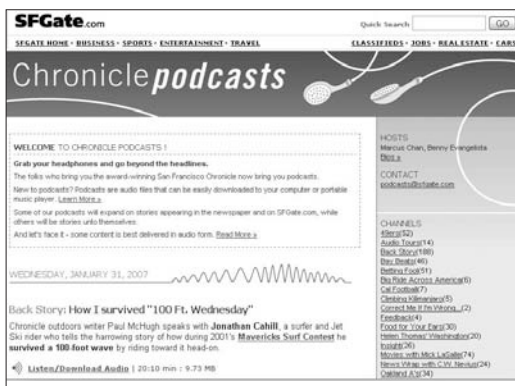 SFGate.com
Quick Search GO
SFGATE HOME • BUSINESS • SPORTS • ENTERTAINMENT • TRAVEL
CLASSIFIEDS • JOBS • REAL ESTATE • CARS
Chronicle podcasts
WELCOME TO CHRONICLE PODCASTS !
Grab your headphones and go beyond the headlines.
The folks who bring you the award-winning San Francisco Chronicle now bring you podcasts.
New to podcasts? Podcasts are audio files that can be easily downloaded to your computer or portable
music player. Learn More »
Some of our podcasts will expand on stories appearing in the newspaper and on SFGate.com, while
others will be stories unto themselves.
And let's face it - some content is best delivered in audio form. Read More »
WEDNESDAY, JANUARY 31, 2007
Back Story: How I survived "100 Ft. Wednesday"
Chronicle outdoors writer Paul McHugh speaks with Jonathan Cahill, a surfer and Jet
Ski rider who tells the harrowing story of how during 2001's Mavericks Surf Contest he
survived a 100-foot wave by riding toward it head-on.
Listen/Download Audio | 20:10 min : 9.73 MB
HOSTS
Marcus Chan, Benny Evangelista
Bios »
CONTACT
podcasts@sfgate.com
CHANNELS
49ers(52)
Audio Tours(14)
Back Story(188)
Bay Beats(46)
Betting Fool(51)
Big Ride Across America(6)
Cal Football(7)
Climbing Kilimanjaro(5)
Correct Me If I'm Wrong...(2)
Feedback(4)
Food for Your Ears(30)
Helen Thomas' Washington(20)
Insight(26)
Movies with Mick LaSalle(74)
News Wrap with C.W. Nevius(24)
Oakland A's(34)